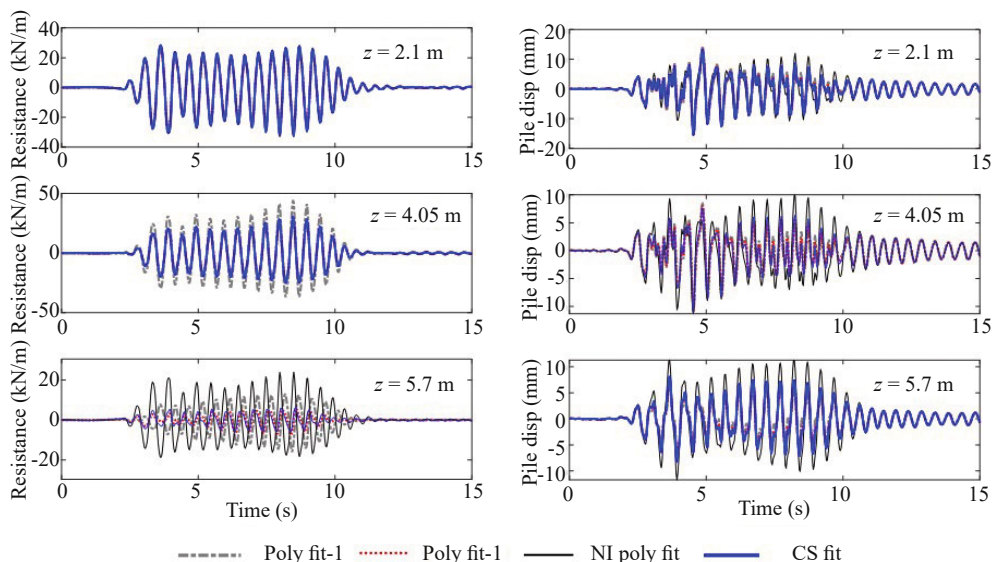 Resistance (kN/m)
40
20
0
-20
-40
z = 2.1 m
0 5 10 15
Pile disp (mm)
20
10
0
-10
-20
z = 2.1 m
0 5 10 15
Resistance (kN/m)
50
0
-50
z = 4.05 m
0 5 10 15
Pile disp (mm)
10
5
0
-5
-10
z = 4.05 m
0 5 10 15
Resistance (kN/m)
20
0
-20
z = 5.7 m
0 5 10 15
Time (s)
Pile disp (mm)
10
5
0
-5
-10
z = 5.7 m
0 5 10 15
Time (s)
Poly fit-1 Poly fit-1 NI poly fit CS fit